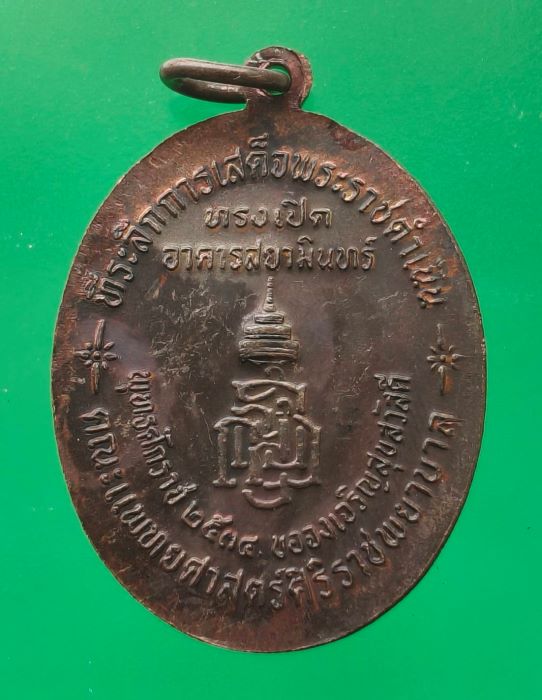 ที่ระลึกการเสด็จพระราชดำเนิน
ทรงเปิด
อาคารสยามินทร์
พุทธศักราช ๒๕๓๔. ขอจงเจริญสุขสวัสดิ์
คณะแพทยศาสตร์ศิริราชพยาบาล